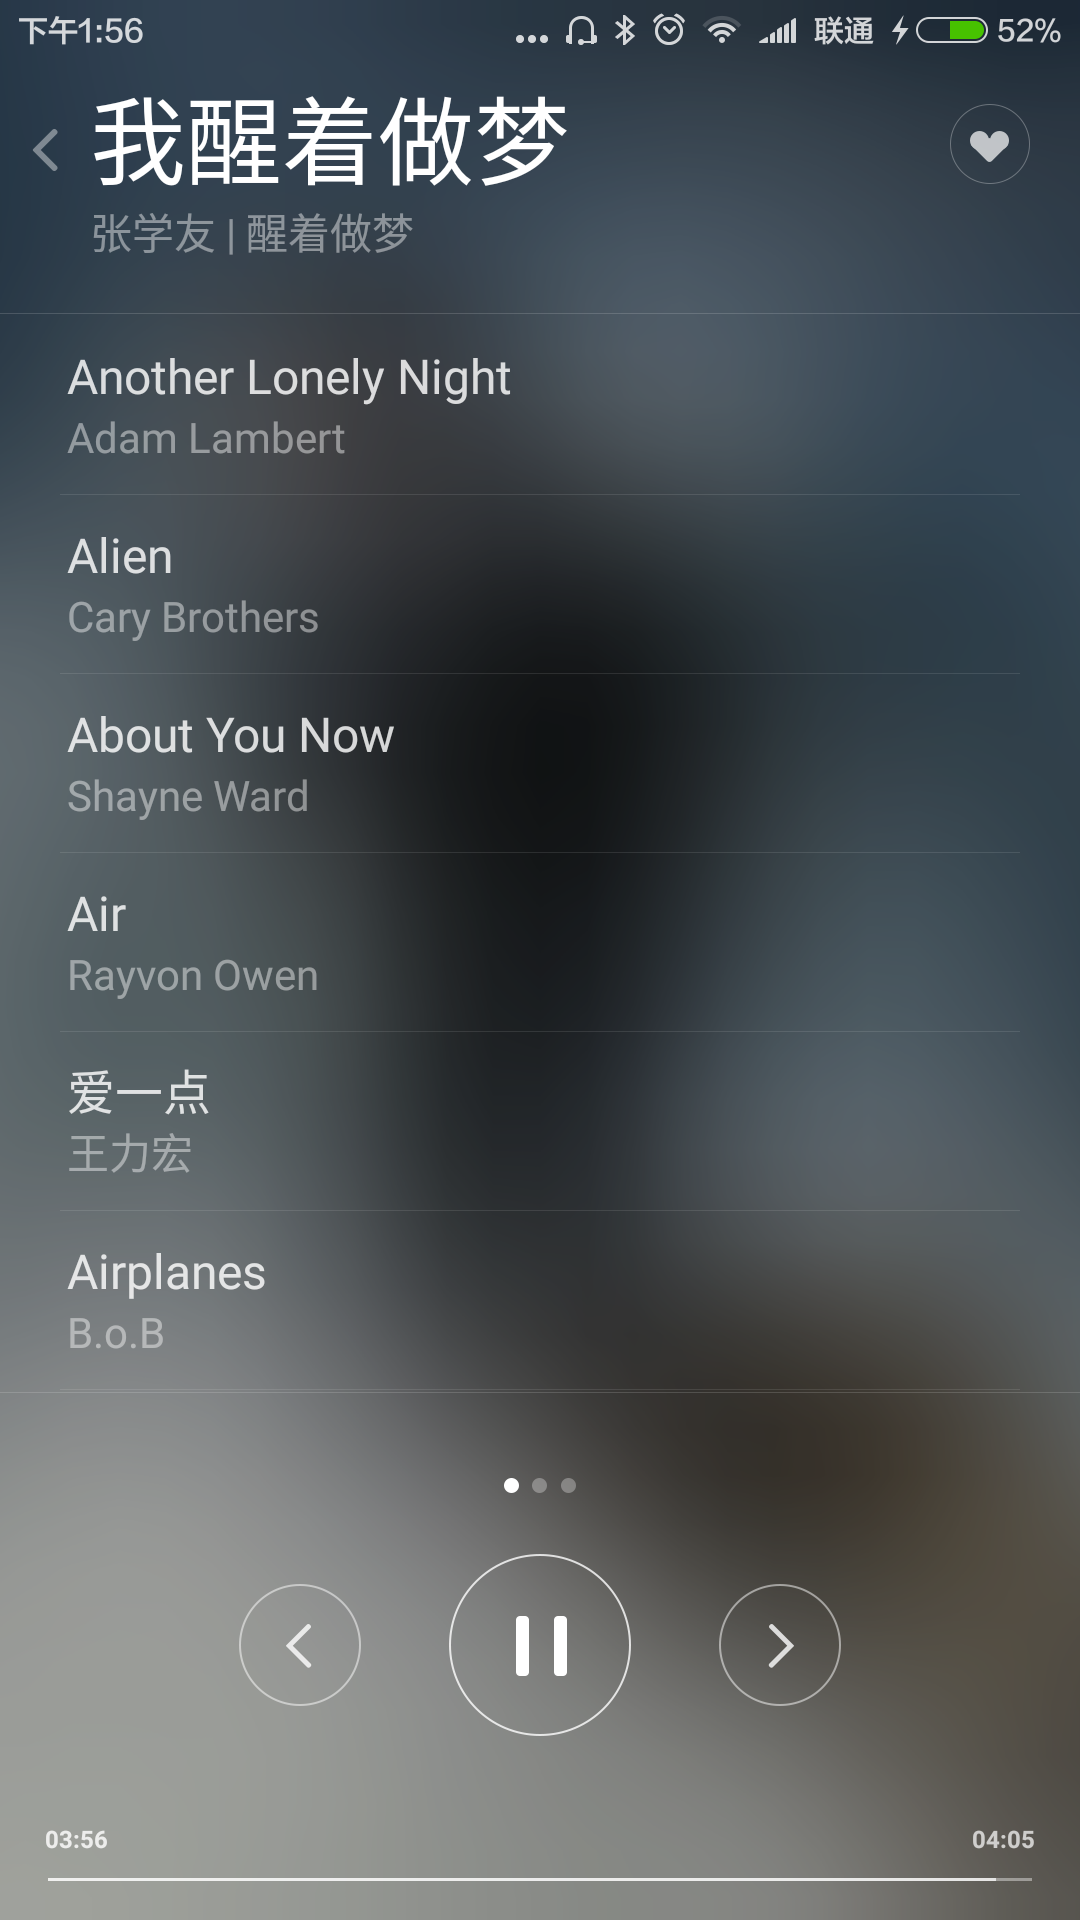 下午1:56
联通
52%
我醒着做梦
张学友 | 醒着做梦
Another Lonely Night
Adam Lambert
Alien
Cary Brothers
About You Now
Shayne Ward
Air
Rayvon Owen
爱一点
王力宏
Airplanes
B.o.B
03:56
04:05